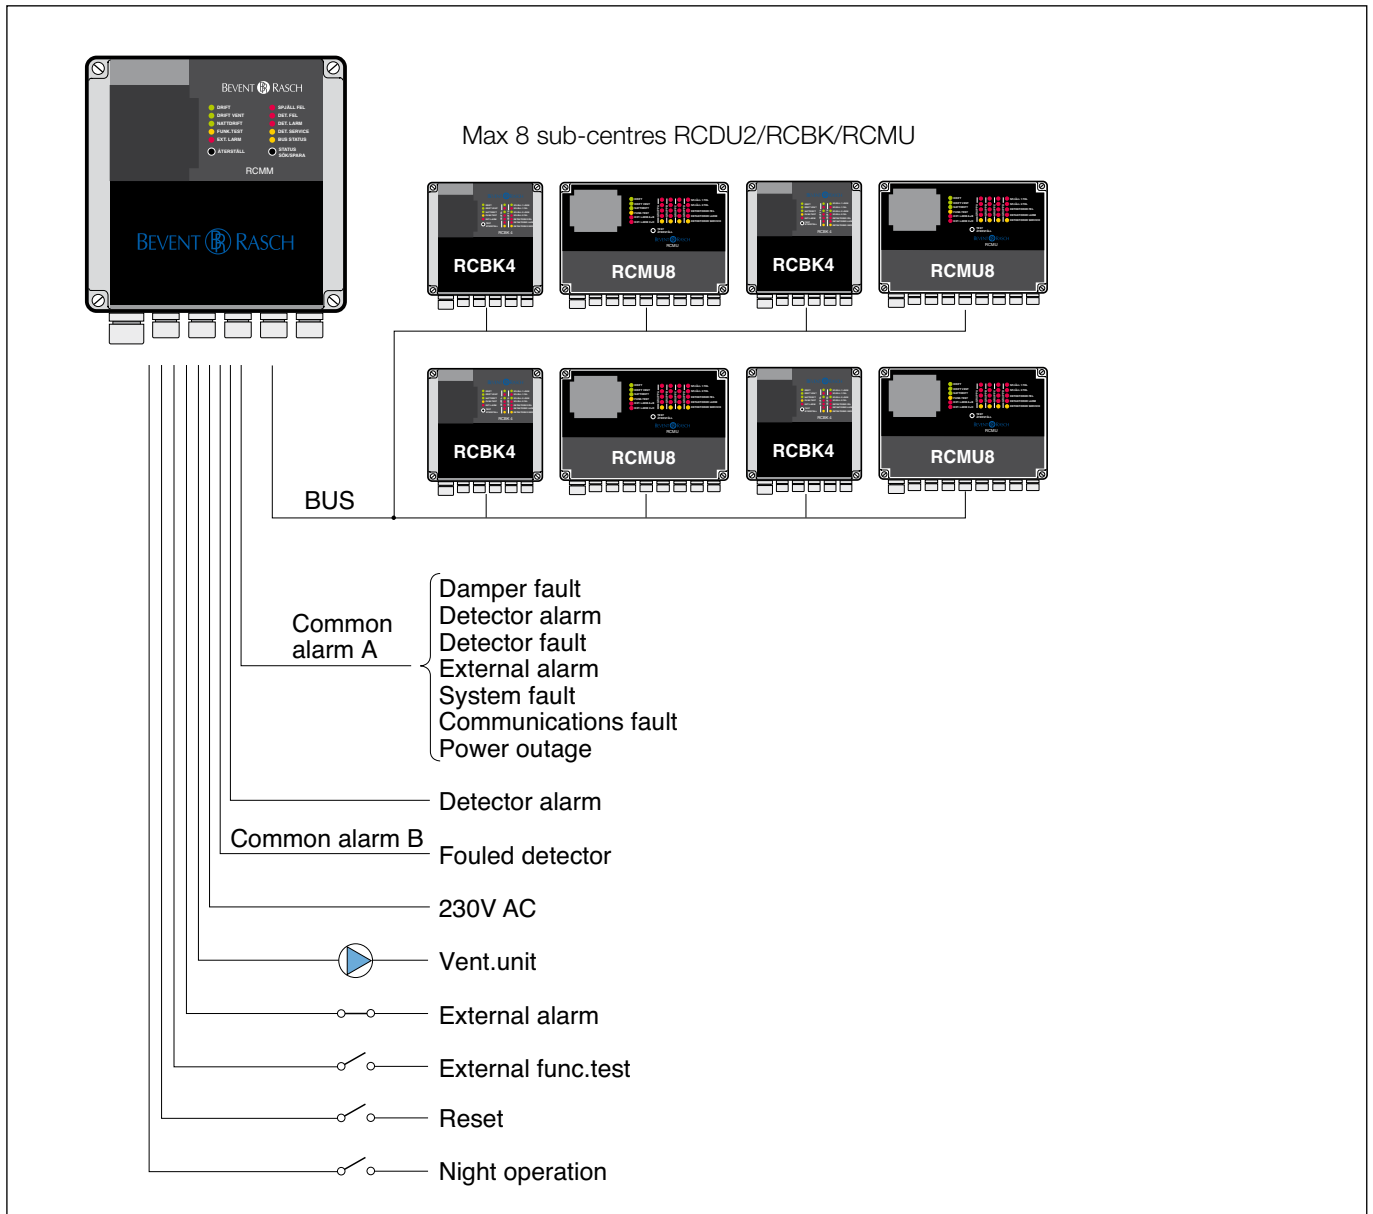 BEVENT RASCH
DRIFT
DRIFT VENT
NATTDRIFT
FUNK.TEST
EXT. LARM
ÅTERSTÄLL
SPJÄLL FEL
DET. FEL
DET. LARM
DET. SERVICE
BUS STATUS
STATUS
SÖK/SPARA
RCMM
BEVENT RASCH
Max 8 sub-centres RCDU2/RCBK/RCMU
RCBK4
RCMU
RCMU8
RCBK4
RCMU
RCMU8
RCBK4
RCMU
RCMU8
RCBK4
RCMU
RCMU8
BUS
Common
alarm A
Damper fault
Detector alarm
Detector fault
External alarm
System fault
Communications fault
Power outage
Detector alarm
Common alarm B
Fouled detector
230V AC
Vent.unit
External alarm
External func.test
Reset
Night operation